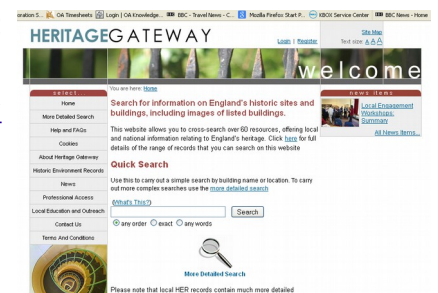 oration S...
OA Timesheets
Login | OA Knowledge...
BBC - Travel News - C...
Mozilla Firefox Start P...
KBOX Service Center
BBC News - Home
HERITAGEGATEWAY
Login | Register
Site Map
Text size: A A A
welcome
select...
Home
More Detailed Search
Help and FAQs
Cookies
About Heritage Gateway
Historic Environment Records
News
Professional Access
Local Education and Outreach
Contact Us
Terms And Conditions
You are here: Home
Search for information on England's historic sites and
buildings, including images of listed buildings.
This website allows you to cross-search over 60 resources, offering local
and national information relating to England's heritage. Click here for full
details of the range of records that you can search on this website
Quick Search
Use this to carry out a simple search by building name or location. To carry
out more complex searches use the more detailed search
(What's This?)
Search
any order exact any words
More Detailed Search
Please note that local HER records contain much more detailed
news items
Local Engagement
Workshops:
Summary
All News Items...